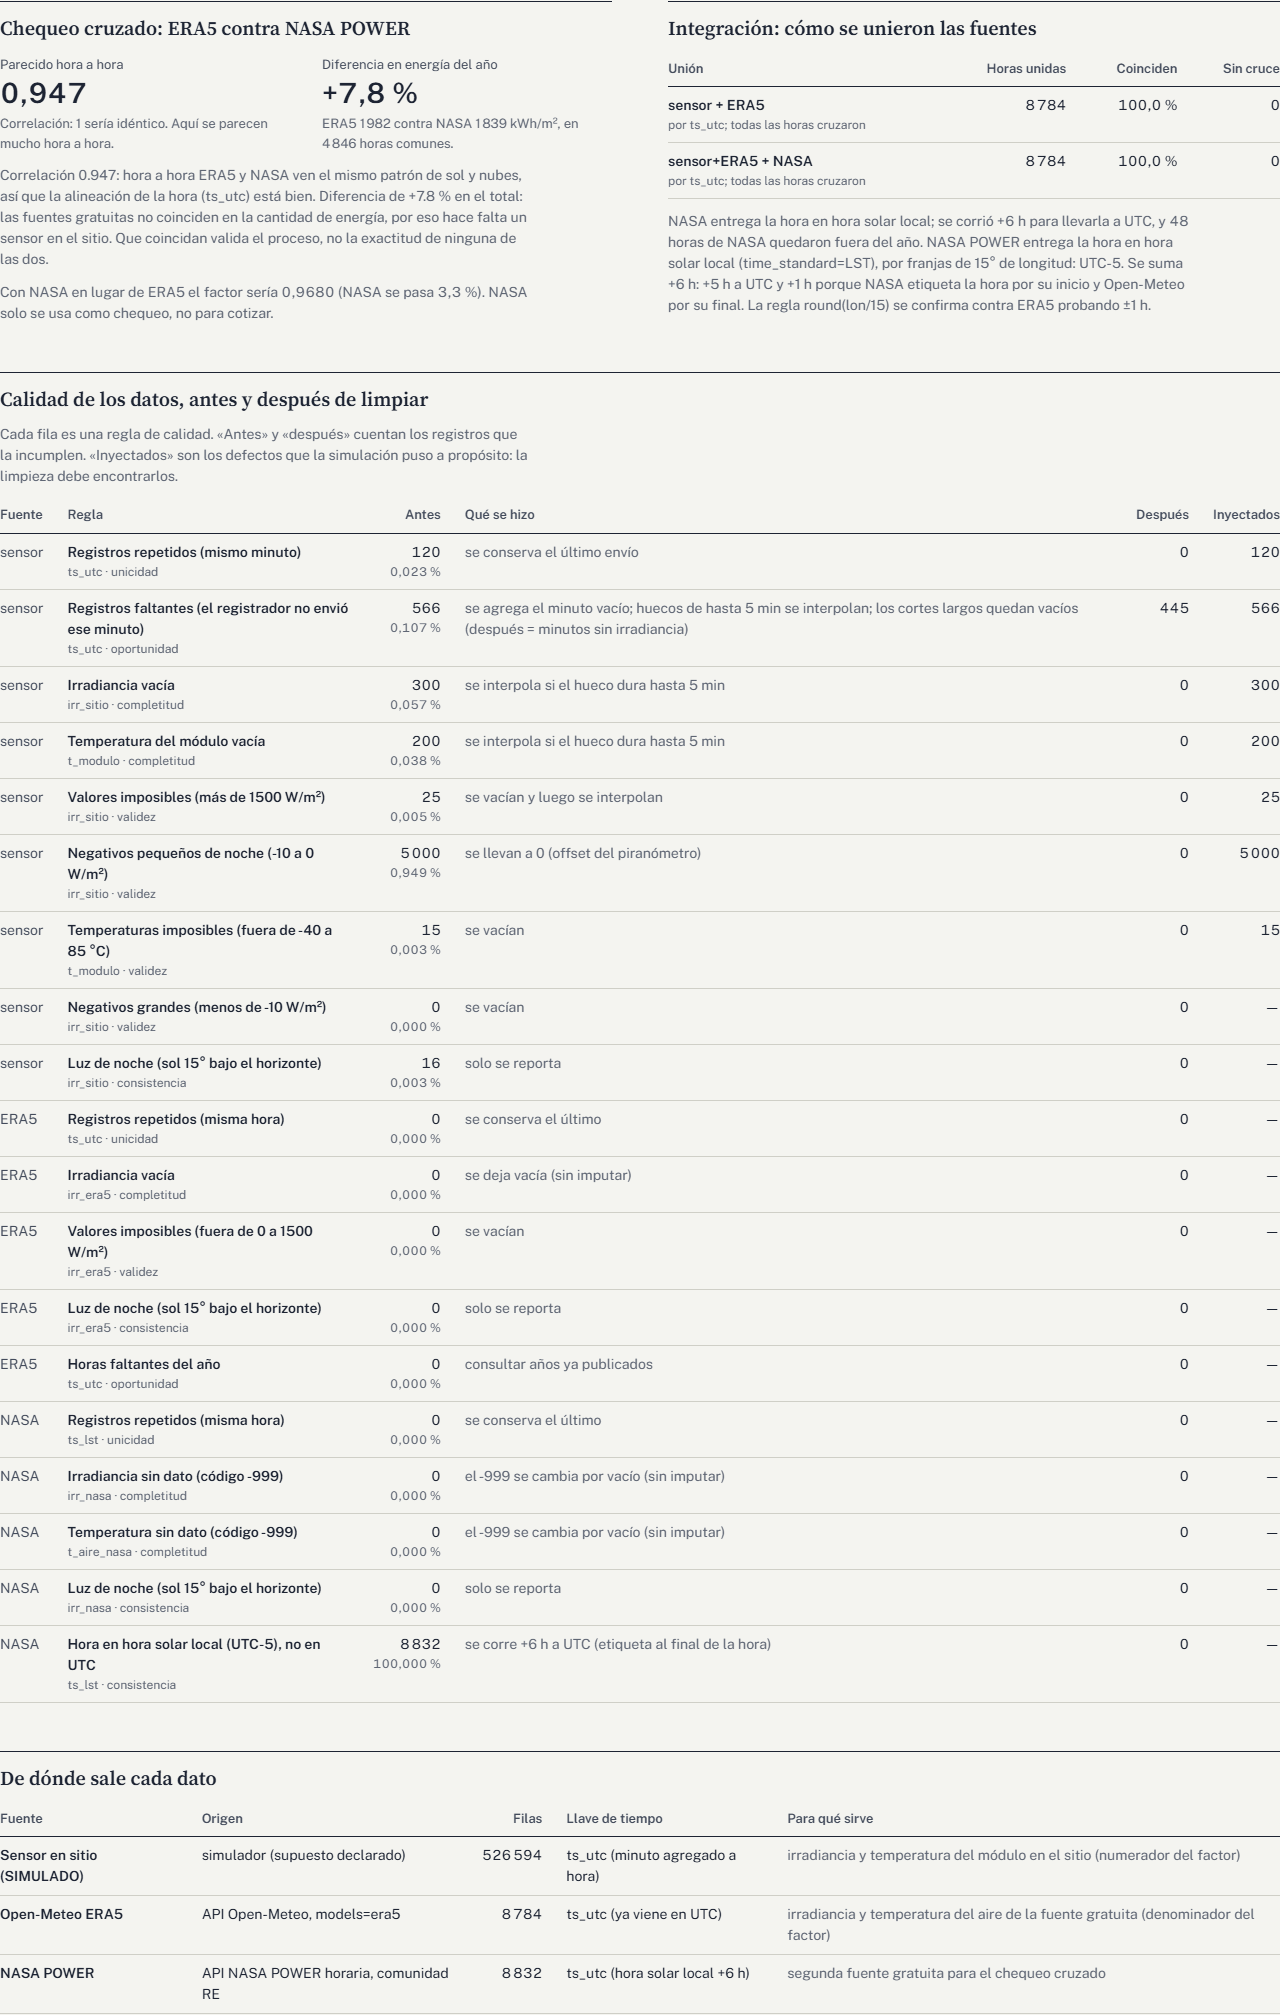 Chequeo cruzado: ERA5 contra NASA POWER
Parecido hora a hora
0,947
Correlación: 1 sería idéntico. Aquí se parecen
mucho hora a hora.
Diferencia en energía del año
+7,8 %
ERA5 1982 contra NASA 1839 kWh/m², en
4846 horas comunes.
Correlación 0.947: hora a hora ERA5 y NASA ven el mismo patrón de sol y nubes,
así que la alineación de la hora (ts_utc) está bien. Diferencia de +7.8 % en el total:
las fuentes gratuitas no coinciden en la cantidad de energía, por eso hace falta un
sensor en el sitio. Que coincidan valida el proceso, no la exactitud de ninguna de
las dos.
Con NASA en lugar de ERA5 el factor sería 0,9680 (NASA se pasa 3,3 %). NASA
solo se usa como chequeo, no para cotizar.
Integración: cómo se unieron las fuentes
Unión Horas unidas Coinciden Sin cruce
sensor + ERA5 8784 100,0 % 0
por ts_utc; todas las horas cruzaron
sensor+ERA5 + NASA 8784 100,0 % 0
por ts_utc; todas las horas cruzaron
NASA entrega la hora en hora solar local; se corrió +6 h para llevarla a UTC, y 48
horas de NASA quedaron fuera del año. NASA POWER entrega la hora en hora
solar local (time_standard=LST), por franjas de 15° de longitud: UTC-5. Se suma
+6 h: +5 h a UTC y +1 h porque NASA etiqueta la hora por su inicio y Open-Meteo
por su final. La regla round(lon/15) se confirma contra ERA5 probando ±1 h.
Calidad de los datos, antes y después de limpiar
Cada fila es una regla de calidad. «Antes» y «después» cuentan los registros que
la incumplen. «Inyectados» son los defectos que la simulación puso a propósito: la
limpieza debe encontrarlos.
Fuente Regla Antes Qué se hizo Después Inyectados
sensor Registros repetidos (mismo minuto) 120 se conserva el último envío 0 120
ts_utc · unicidad 0,023 %
sensor Registros faltantes (el registrador no envió 566 se agrega el minuto vacío; huecos de hasta 5 min se interpolan; los cortes largos quedan vacíos 445 566
ese minuto) 0,107 % (después = minutos sin irradiancia)
ts_utc · oportunidad
sensor Irradiancia vacía 300 se interpola si el hueco dura hasta 5 min 0 300
irr_sitio · completitud 0,057 %
sensor Temperatura del módulo vacía 200 se interpola si el hueco dura hasta 5 min 0 200
t_modulo · completitud 0,038 %
sensor Valores imposibles (más de 1500 W/m²) 25 se vacían y luego se interpolan 0 25
irr_sitio · validez 0,005 %
sensor Negativos pequeños de noche (-10 a 0 5000 se llevan a 0 (offset del piranómetro) 0 5000
W/m²) 0,949 %
irr_sitio · validez
sensor Temperaturas imposibles (fuera de -40 a 15 se vacían 0 15
85 °C) 0,003 %
t_modulo · validez
sensor Negativos grandes (menos de -10 W/m²) 0 se vacían 0 —
irr_sitio · validez 0,000 %
sensor Luz de noche (sol 15° bajo el horizonte) 16 solo se reporta 0 —
irr_sitio · consistencia 0,003 %
ERA5 Registros repetidos (misma hora) 0 se conserva el último 0 —
ts_utc · unicidad 0,000 %
ERA5 Irradiancia vacía 0 se deja vacía (sin imputar) 0 —
irr_era5 · completitud 0,000 %
ERA5 Valores imposibles (fuera de 0 a 1500 0 se vacían 0 —
W/m²) 0,000 %
irr_era5 · validez
ERA5 Luz de noche (sol 15° bajo el horizonte) 0 solo se reporta 0 —
irr_era5 · consistencia 0,000 %
ERA5 Horas faltantes del año 0 consultar años ya publicados 0 —
ts_utc · oportunidad 0,000 %
NASA Registros repetidos (misma hora) 0 se conserva el último 0 —
ts_lst · unicidad 0,000 %
NASA Irradiancia sin dato (código -999) 0 el -999 se cambia por vacío (sin imputar) 0 —
irr_nasa · completitud 0,000 %
NASA Temperatura sin dato (código -999) 0 el -999 se cambia por vacío (sin imputar) 0 —
t_aire_nasa · completitud 0,000 %
NASA Luz de noche (sol 15° bajo el horizonte) 0 solo se reporta 0 —
irr_nasa · consistencia 0,000 %
NASA Hora en hora solar local (UTC-5), no en 8832 se corre +6 h a UTC (etiqueta al final de la hora) 0 —
UTC 100,000 %
ts_lst · consistencia
De dónde sale cada dato
Fuente Origen Filas Llave de tiempo Para qué sirve
Sensor en sitio simulador (supuesto declarado) 526594 ts_utc (minuto agregado a irradiancia y temperatura del módulo en el sitio (numerador del factor)
(SIMULADO) hora)
Open-Meteo ERA5 API Open-Meteo, models=era5 8784 ts_utc (ya viene en UTC) irradiancia y temperatura del aire de la fuente gratuita (denominador del
factor)
NASA POWER API NASA POWER horaria, comunidad 8832 ts_utc (hora solar local +6 h) segunda fuente gratuita para el chequeo cruzado
RE